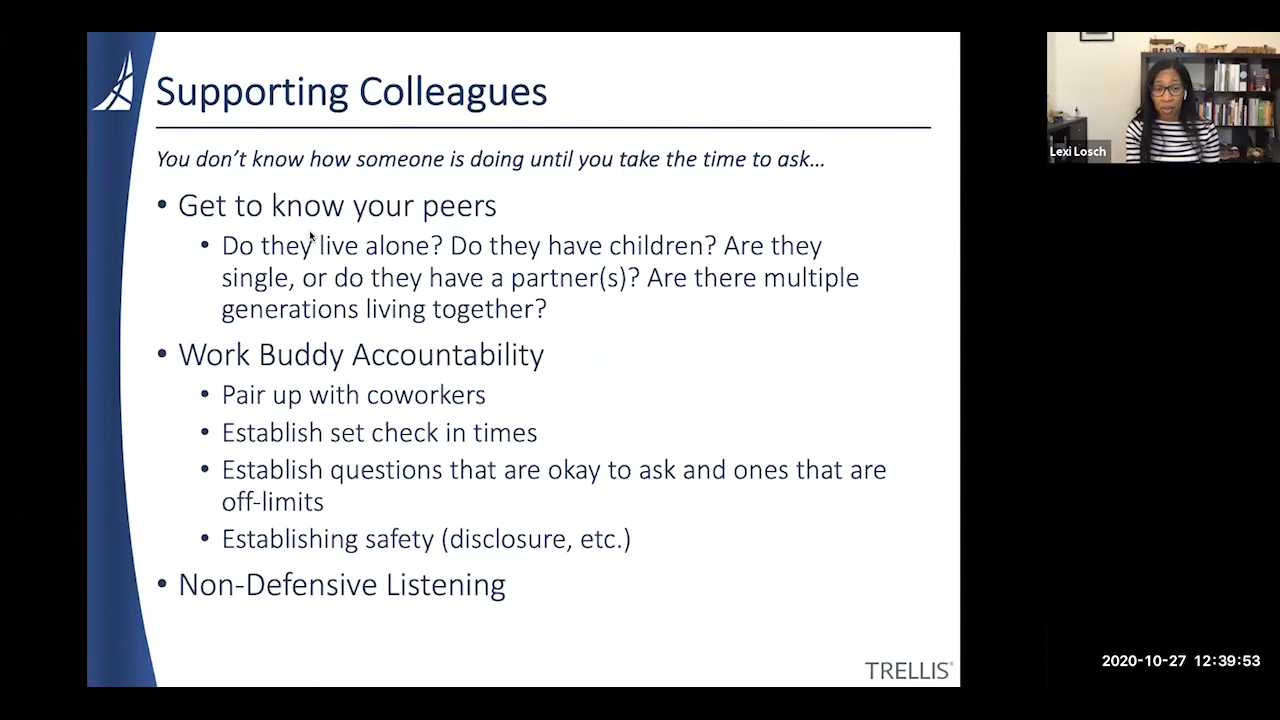 Supporting Colleagues
You don't know how someone is doing until you take the time to ask...
• Get to know your peers
• Do they live alone? Do they have children? Are they
single, or do they have a partner(s)? Are there multiple
generations living together?
• Work Buddy Accountability
• Pair up with coworkers
• Establish set check in times
• Establish questions that are okay to ask and ones that are
off-limits
• Establishing safety (disclosure, etc.)
• Non-Defensive Listening
TRELLIS®
Lexi Losch
2020-10-27 12:39:53